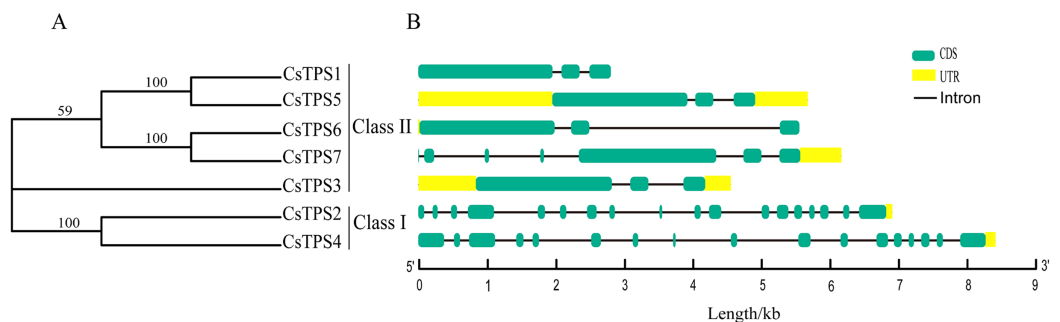 A
B
CDS
UTR
Intron
CsTPS1
CsTPS5
CsTPS6
CsTPS7
CsTPS3
CsTPS2
CsTPS4
100
59
100
100
Class II
Class I
5'
3'
0 1 2 3 4 5 6 7 8 9
Length/kb